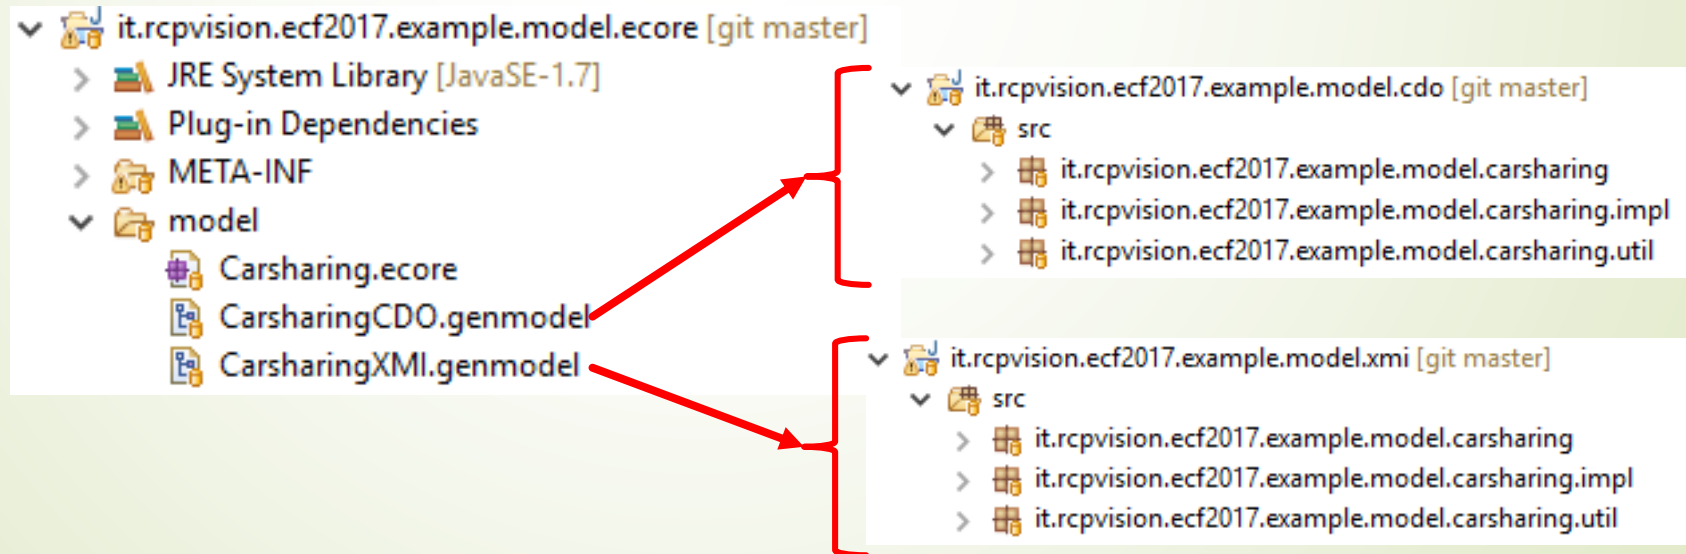 it.rcpvision.ecf2017.example.model.ecore [git master]
JRE System Library [JavaSE-1.7]
Plug-in Dependencies
META-INF
model
Carsharing.ecore
CarsharingCDO.genmodel
CarsharingXMI.genmodel
it.rcpvision.ecf2017.example.model.cdo [git master]
src
it.rcpvision.ecf2017.example.model.carsharing
it.rcpvision.ecf2017.example.model.carsharing.impl
it.rcpvision.ecf2017.example.model.carsharing.util
it.rcpvision.ecf2017.example.model.xmi [git master]
src
it.rcpvision.ecf2017.example.model.carsharing
it.rcpvision.ecf2017.example.model.carsharing.impl
it.rcpvision.ecf2017.example.model.carsharing.util